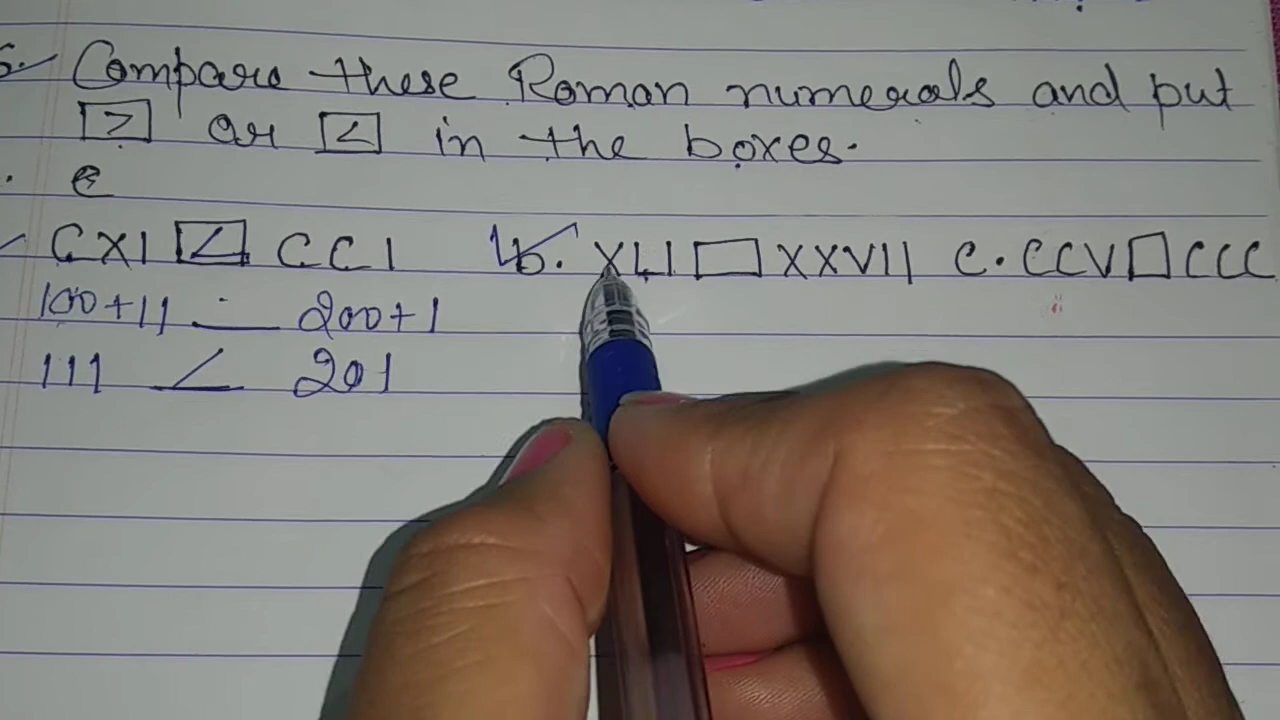 5. Compare these Roman numerals and put
> or < in the boxes.
CXI < CCI b. XLI □ XXVII C. CCV □ CCC
100+11 200+1
111 < 201